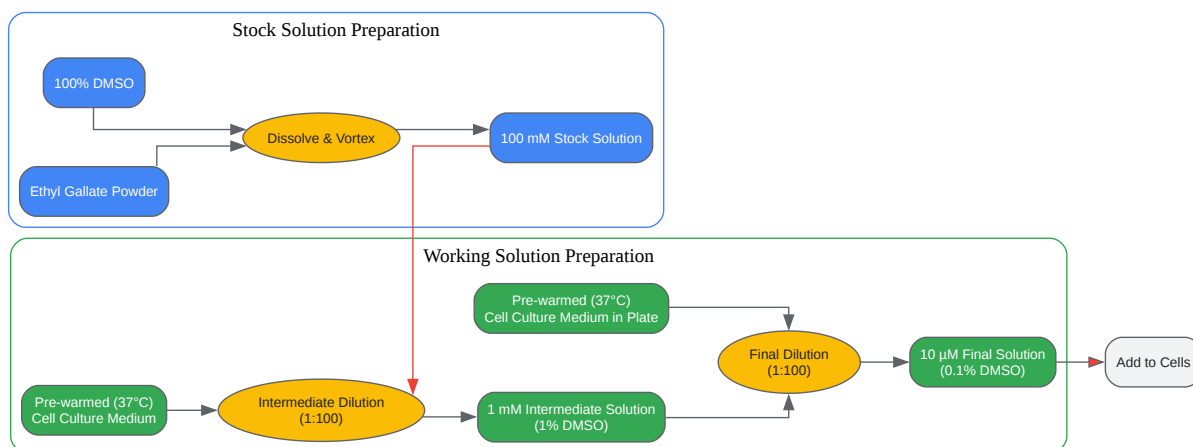 Stock Solution Preparation
100% DMSO
Dissolve & Vortex
100 mM Stock Solution
Ethyl Gallate Powder
Working Solution Preparation
Pre-warmed (37°C)
Cell Culture Medium in Plate
Final Dilution
(1:100)
10 µM Final Solution
(0.1% DMSO)
Add to Cells
Pre-warmed (37°C)
Cell Culture Medium
Intermediate Dilution
(1:100)
1 mM Intermediate Solution
(1% DMSO)